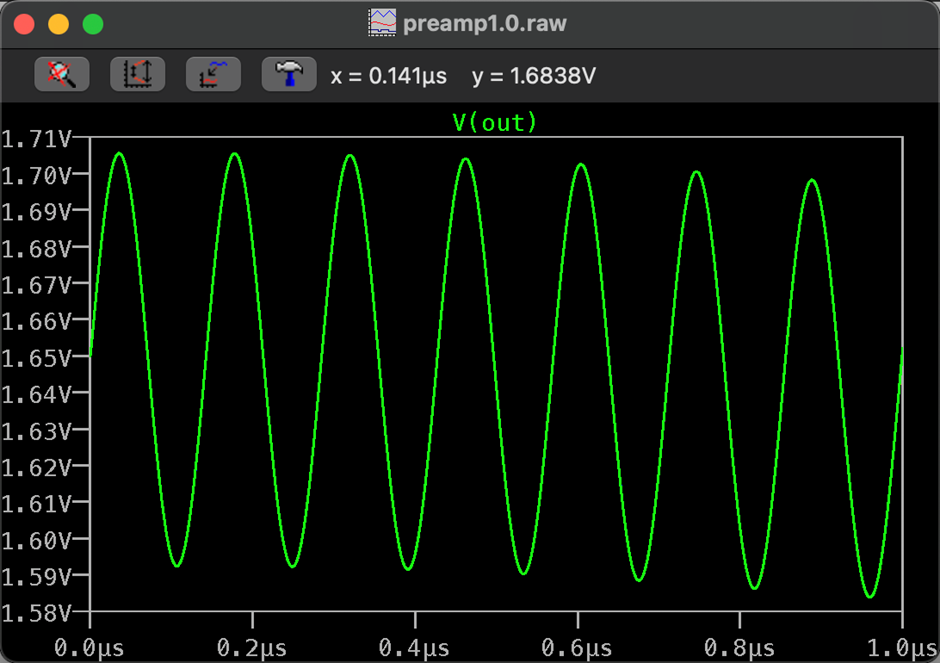 preamp1.0.raw
x = 0.141µs y = 1.6838V
V(out)
1.71V
1.70V
1.69V
1.68V
1.67V
1.66V
1.65V
1.64V
1.63V
1.62V
1.61V
1.60V
1.59V
1.58V
0.0µs 0.2µs 0.4µs 0.6µs 0.8µs 1.0µs